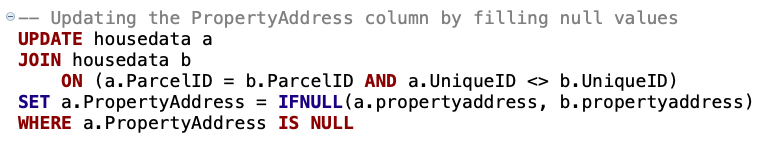 -- Updating the PropertyAddress column by filling null values
UPDATE housedata a
JOIN housedata b
    ON (a.ParcelID = b.ParcelID AND a.UniqueID <> b.UniqueID)
SET a.PropertyAddress = IFNULL(a.propertyaddress, b.propertyaddress)
WHERE a.PropertyAddress IS NULL